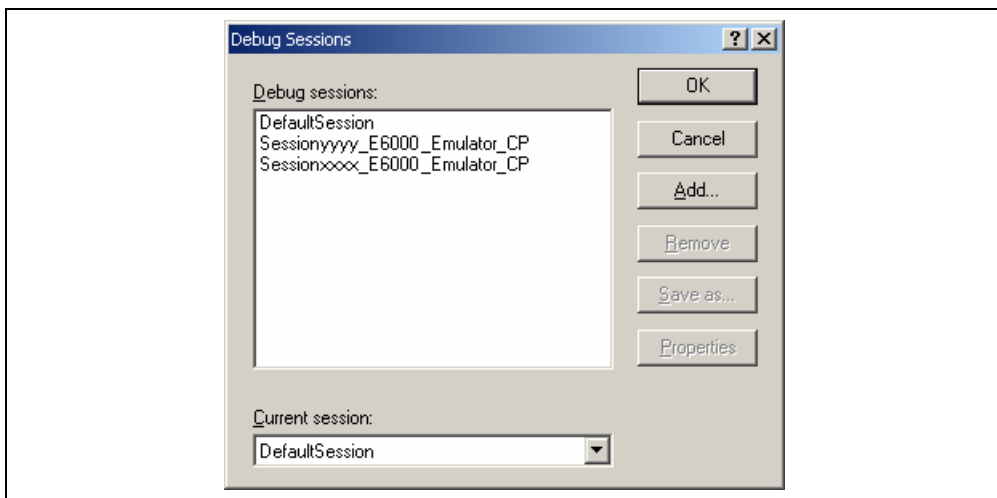 Debug Sessions
Debug sessions:
DefaultSession
Sessionyyyy_E6000_Emulator_CP
Sessionxxxx_E6000_Emulator_CP
OK
Cancel
Add...
Remove
Save as...
Properties
Current session:
DefaultSession